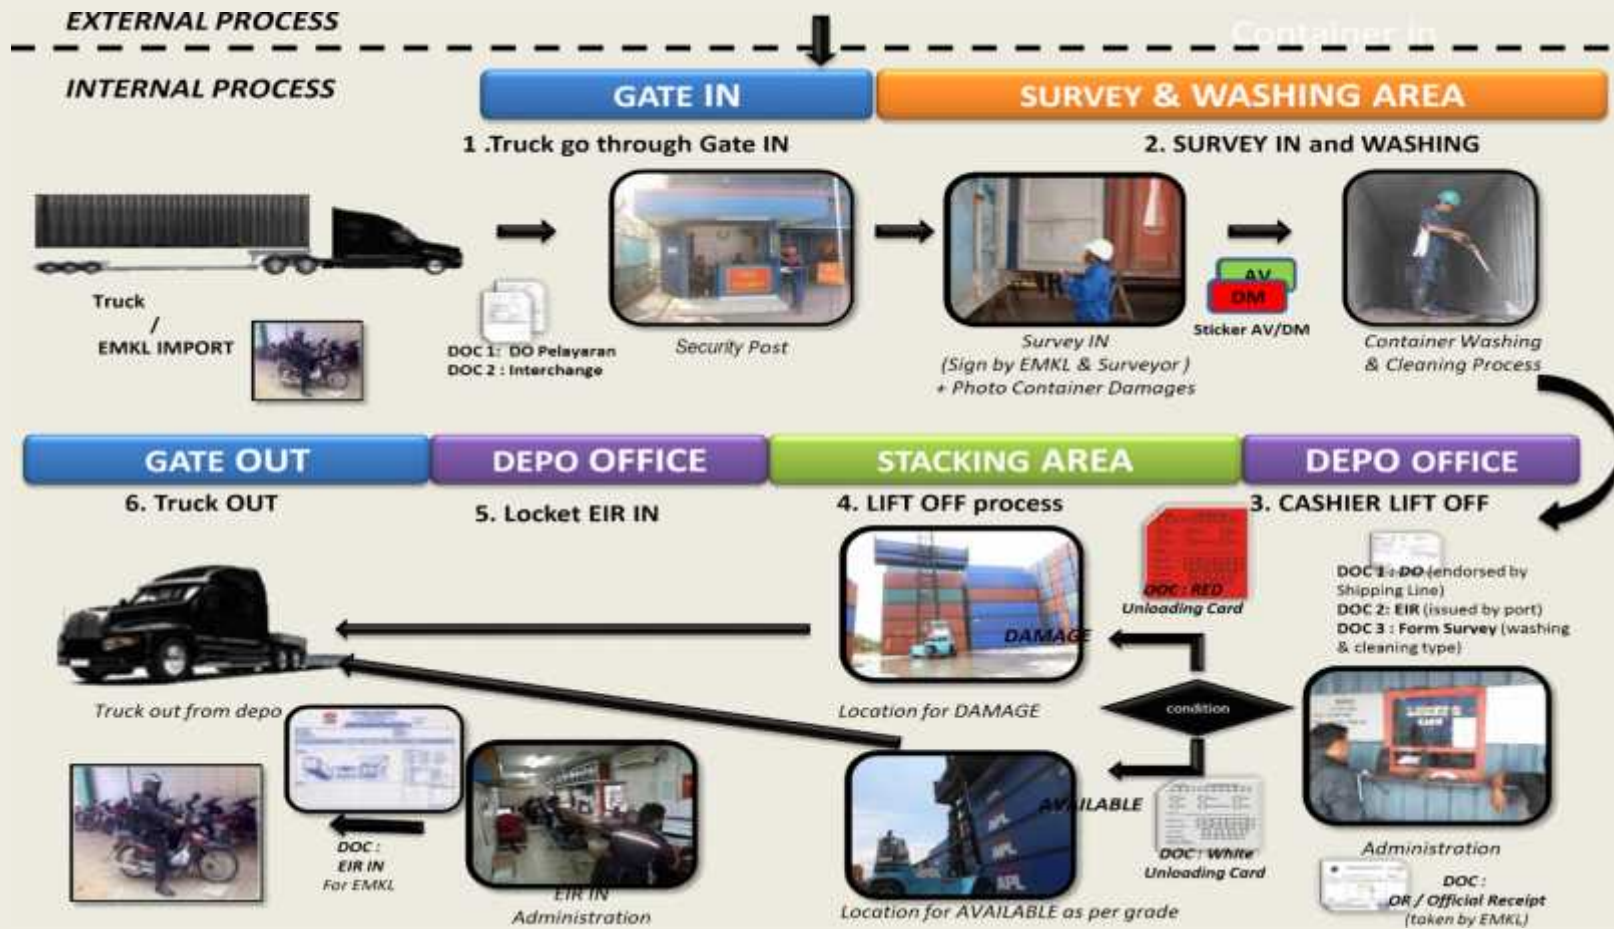 EXTERNAL PROCESS
Container in
INTERNAL PROCESS
GATE IN
SURVEY & WASHING AREA
1 .Truck go through Gate IN
2. SURVEY IN and WASHING
Truck
/
EMKL IMPORT
DOC 1: DO Pelayaran
DOC 2 : Interchange
Security Post
Survey IN
(Sign by EMKL & Surveyor )
+ Photo Container Damages
AV
DM
Sticker AV/DM
Container Washing
& Cleaning Process
GATE OUT
DEPO OFFICE
STACKING AREA
DEPO OFFICE
6. Truck OUT
5. Locket EIR IN
4. LIFT OFF process
3. CASHIER LIFT OFF
DOC : RED
Unloading Card
DOC 1 : DO (endorsed by
Shipping Line)
DOC 2: EIR (issued by port)
DOC 3 : Form Survey (washing
& cleaning type)
DAMAGE
condition
Truck out from depo
Location for DAMAGE
AVAILABLE
APL
APL
DOC : White
Unloading Card
Administration
DOC :
EIR IN
For EMKL
EIR IN
Administration
Location for AVAILABLE as per grade
DOC :
OR / Official Receipt
(taken by EMKL)